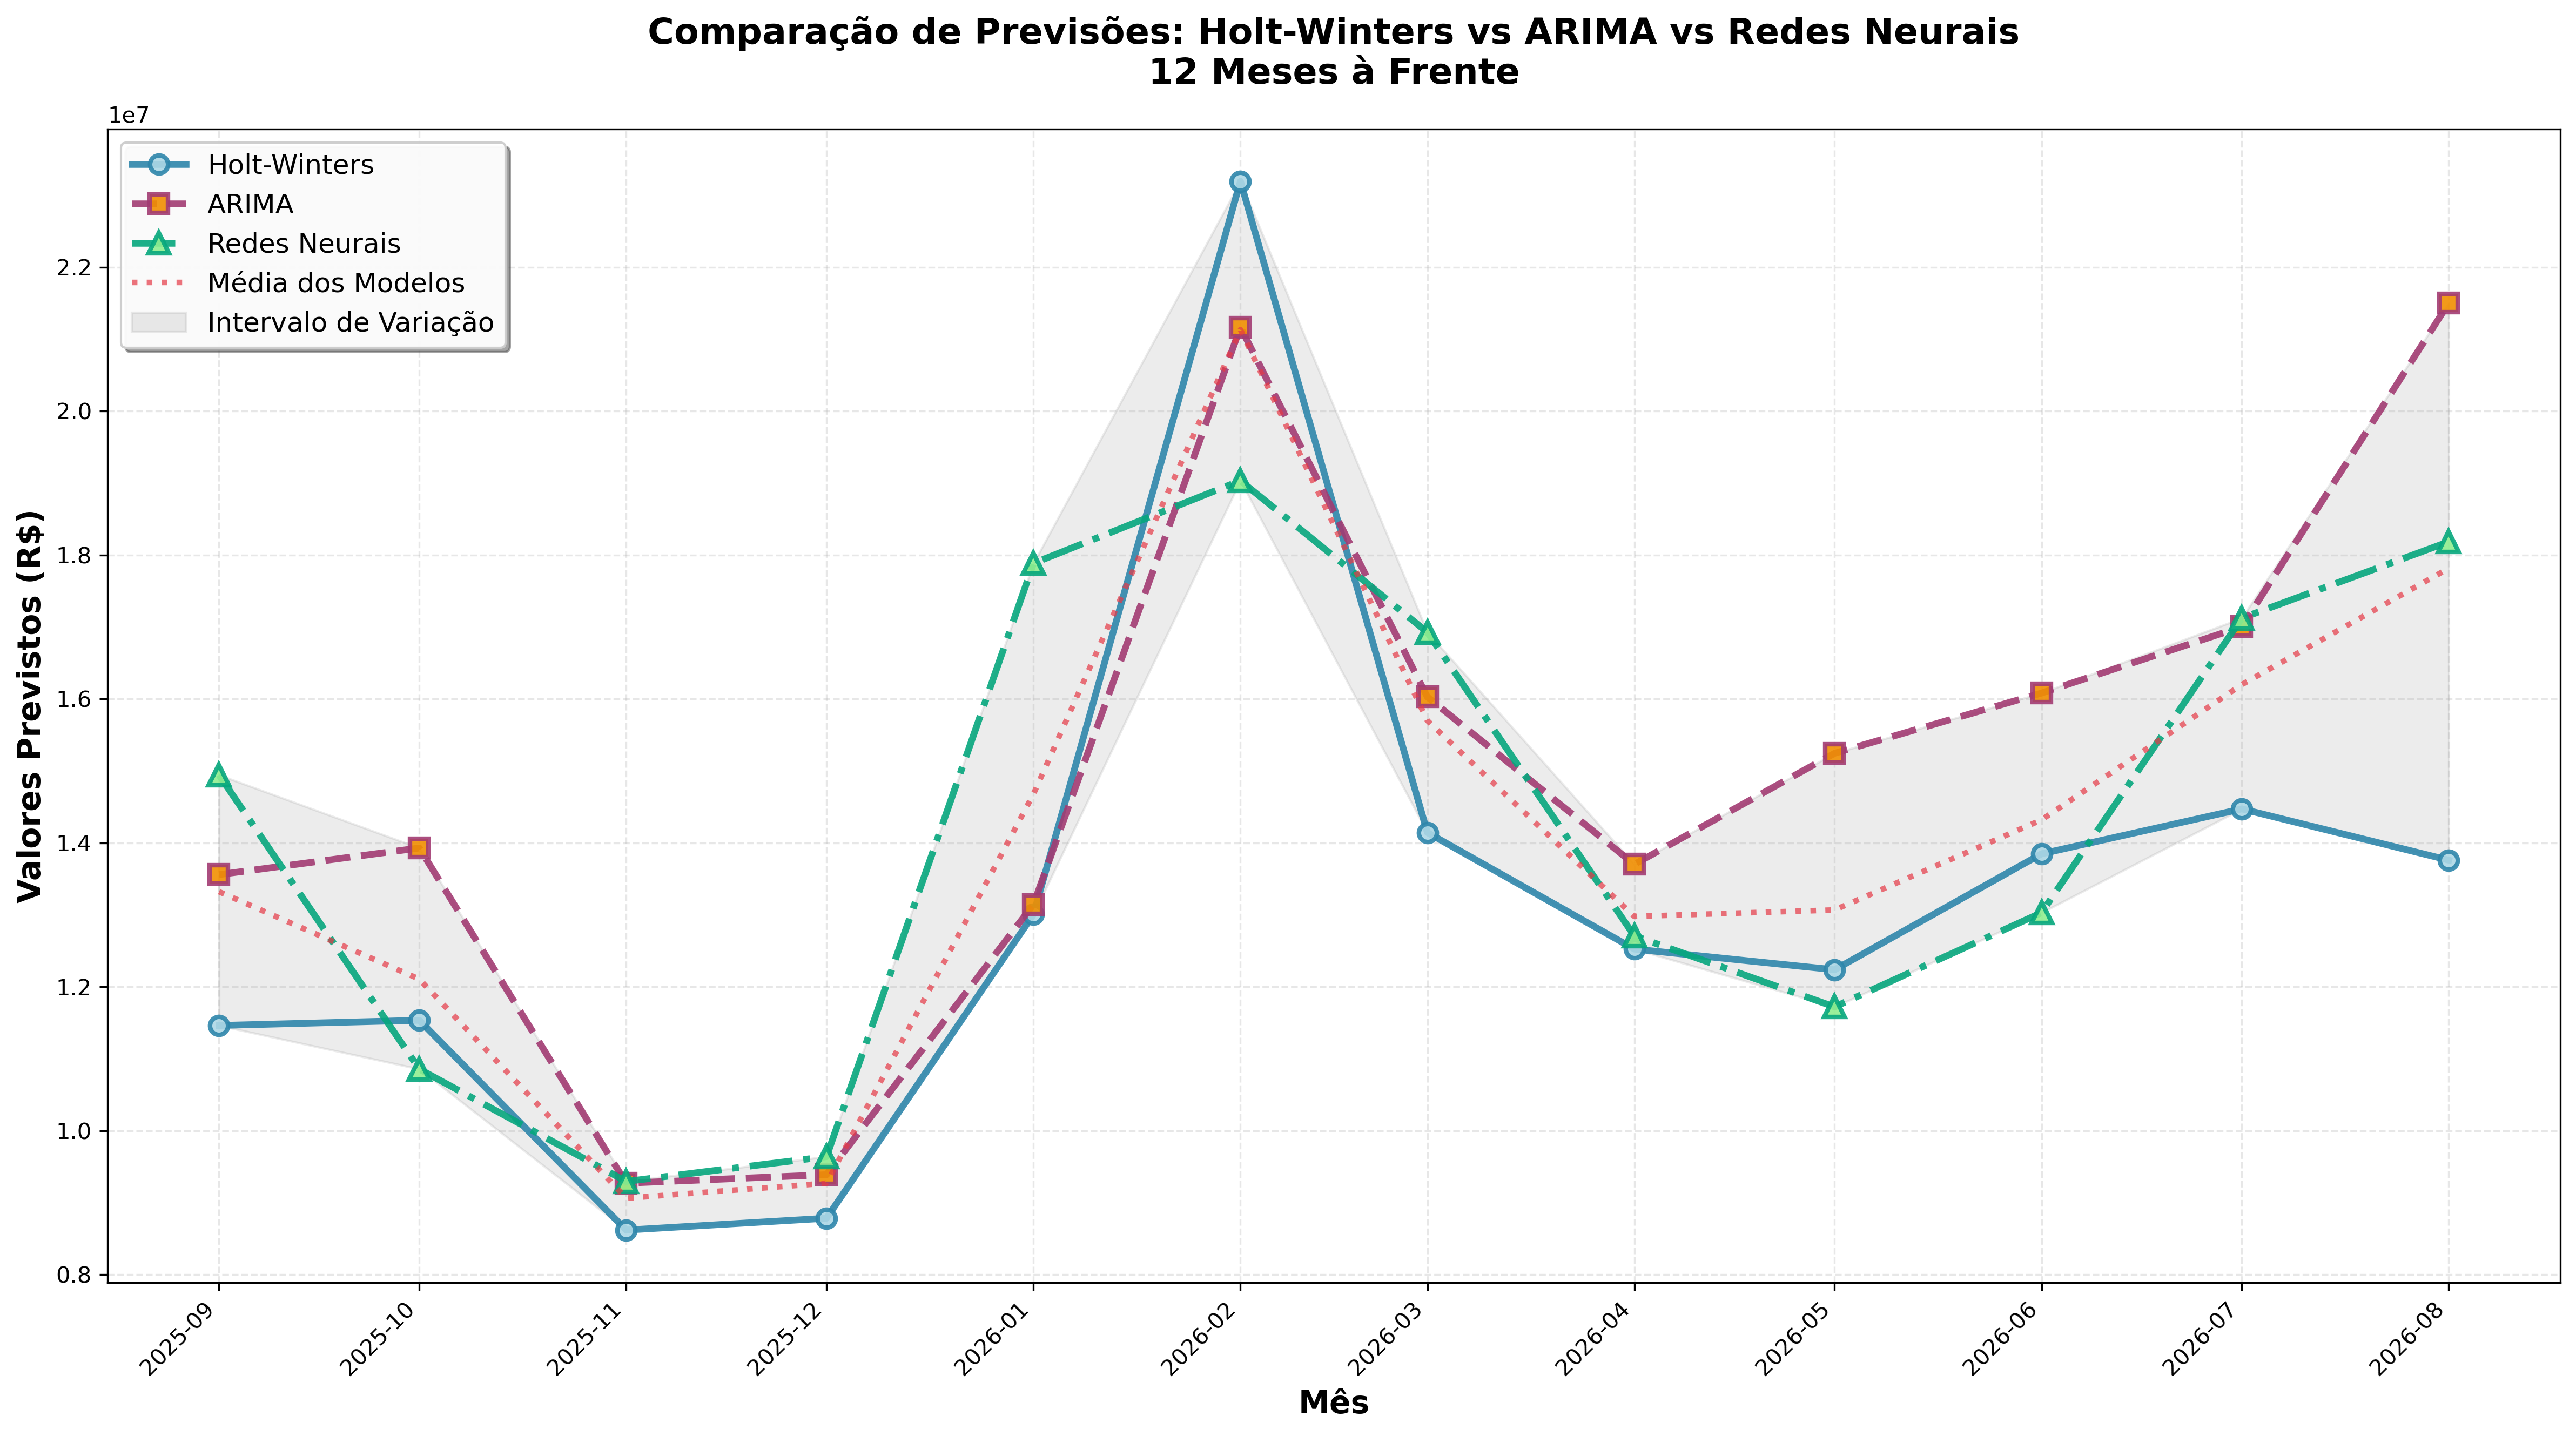 Comparação de Previsões: Holt-Winters vs ARIMA vs Redes Neurais
12 Meses à Frente
1e7
Holt-Winters
ARIMA
Redes Neurais
Média dos Modelos
Intervalo de Variação
Valores Previstos (R$)
2.2
2.0
1.8
1.6
1.4
1.2
1.0
0.8
2025-09
2025-10
2025-11
2025-12
2026-01
2026-02
2026-03
2026-04
2026-05
2026-06
2026-07
2026-08
Mês